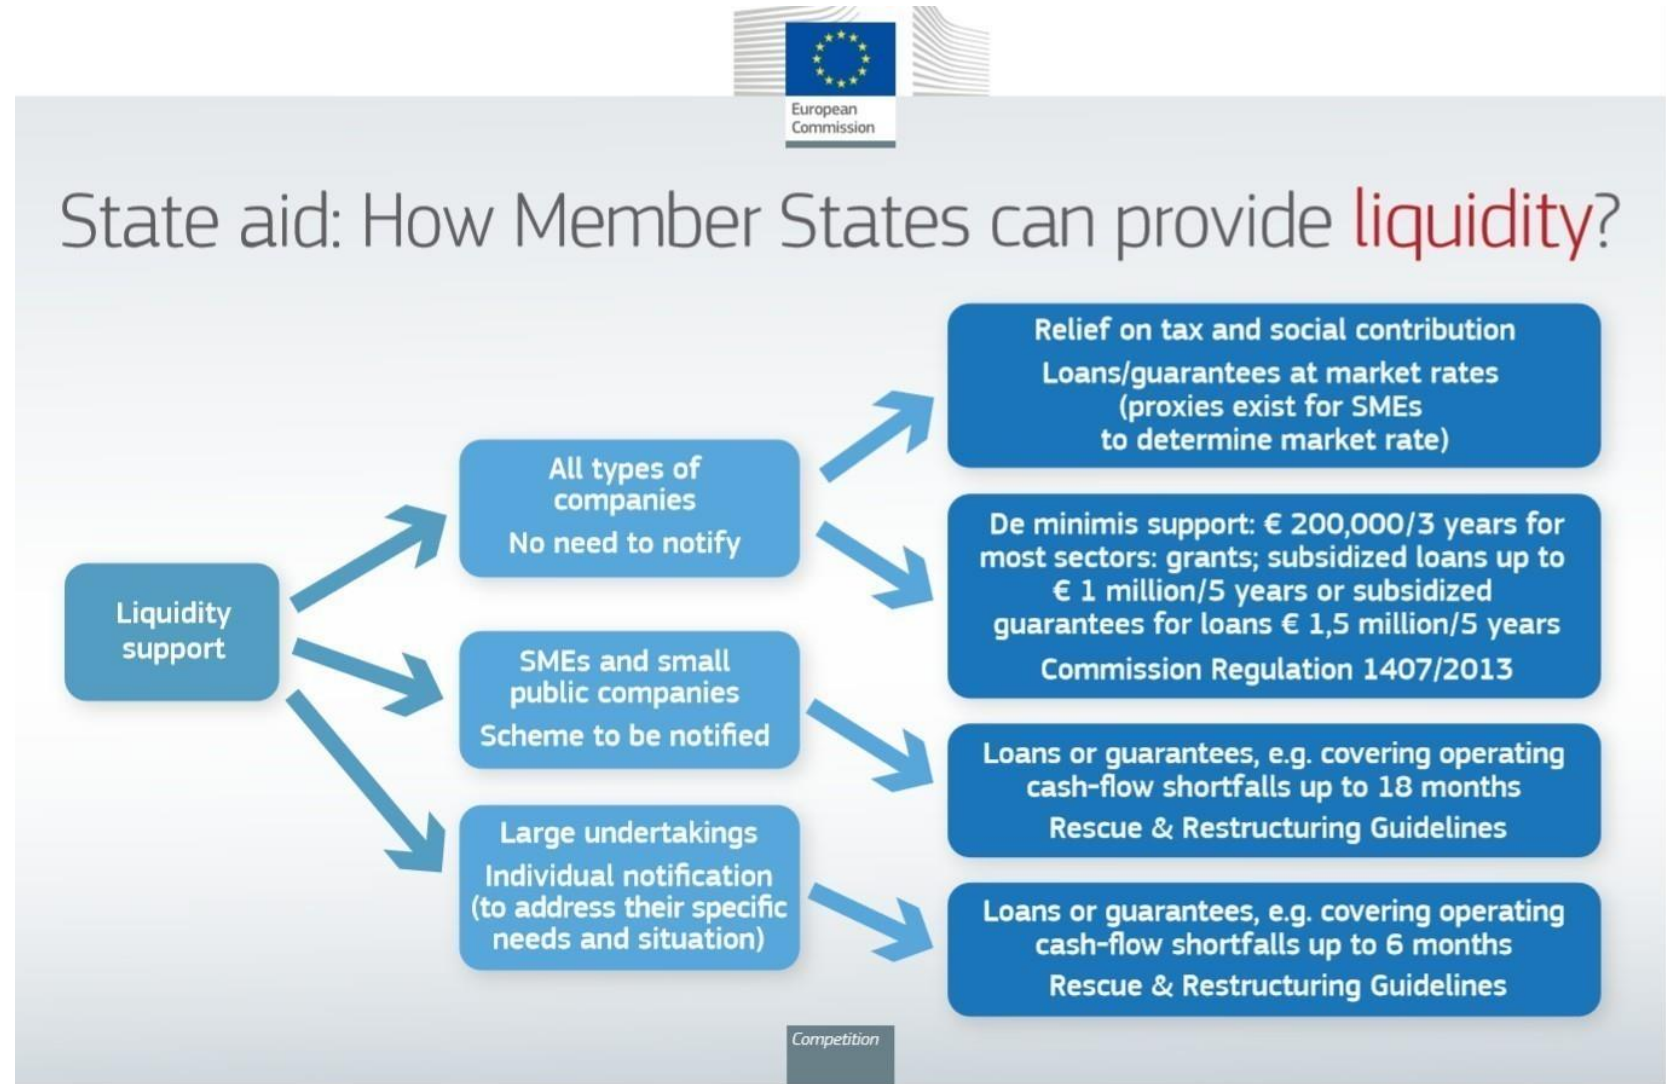 European
Commission
State aid: How Member States can provide liquidity?
Liquidity
support
All types of
companies
No need to notify
SMEs and small
public companies
Scheme to be notified
Large undertakings
Individual notification
(to address their specific
needs and situation)
Relief on tax and social contribution
Loans/guarantees at market rates
(proxies exist for SMEs
to determine market rate)
De minimis support: € 200,000/3 years for
most sectors: grants; subsidized loans up to
€ 1 million/5 years or subsidized
guarantees for loans € 1,5 million/5 years
Commission Regulation 1407/2013
Loans or guarantees, e.g. covering operating
cash-flow shortfalls up to 18 months
Rescue & Restructuring Guidelines
Loans or guarantees, e.g. covering operating
cash-flow shortfalls up to 6 months
Rescue & Restructuring Guidelines
Competition